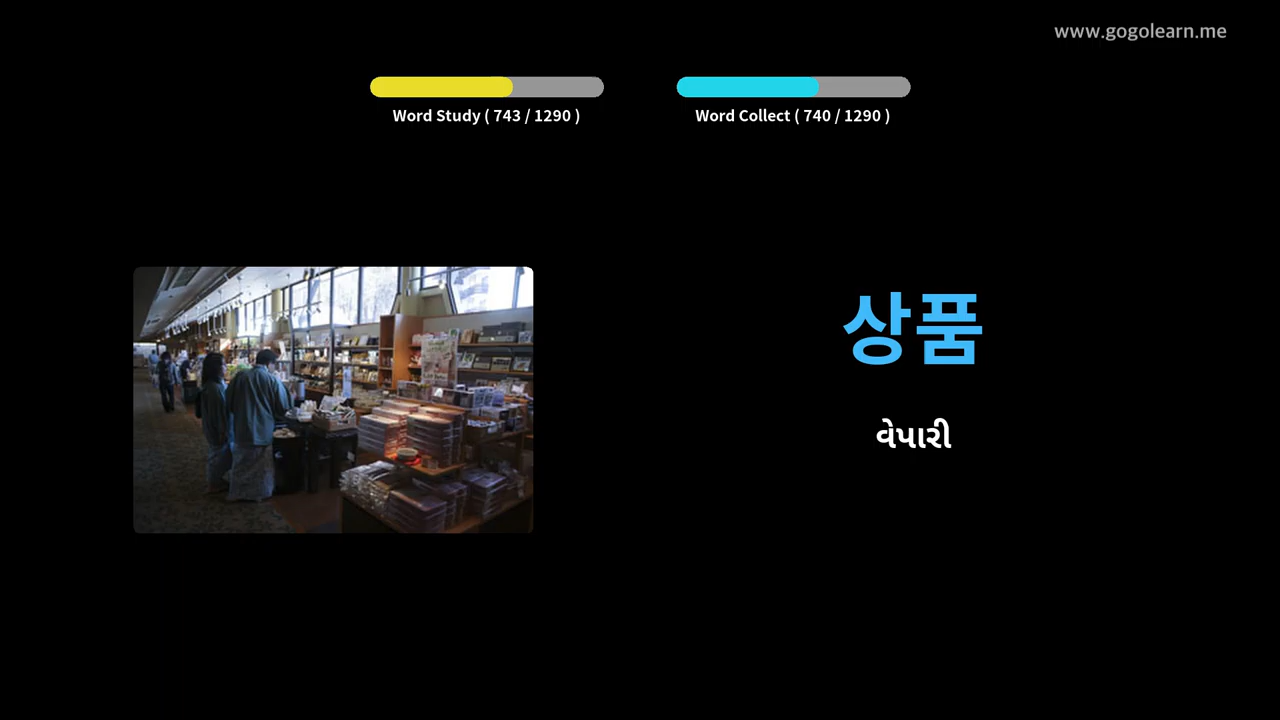 www.gogolearn.me
Word Study ( 743 / 1290 )
Word Collect ( 740 / 1290 )
상품
વેપારી